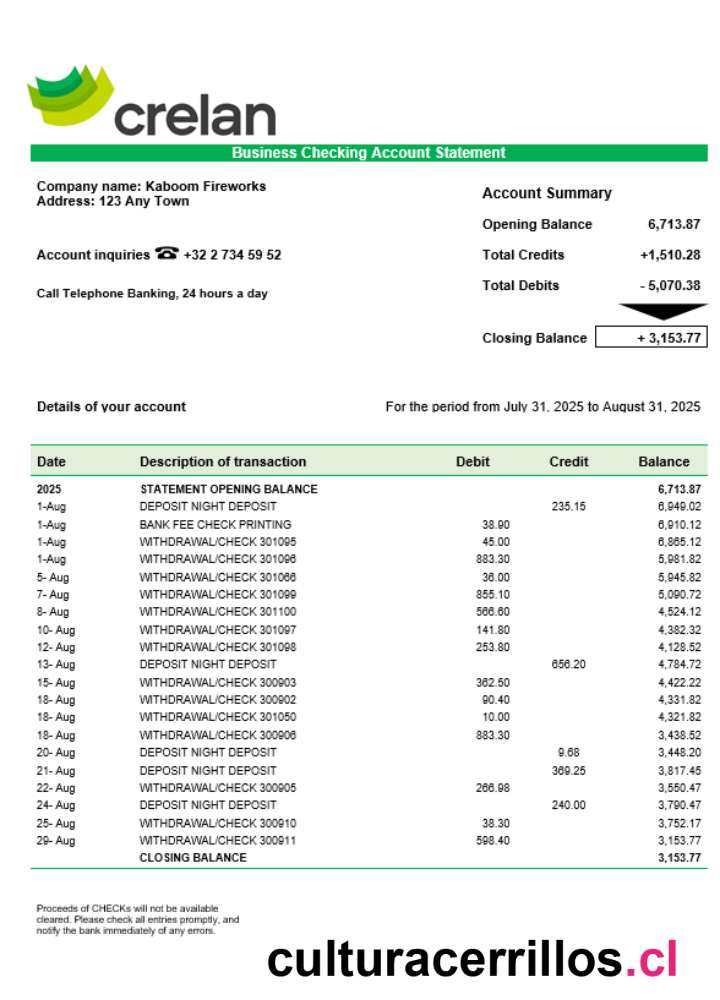 crelan
Business Checking Account Statement
Company name: Kaboom Fireworks
Address: 123 Any Town
Account inquiries ☎ +32 2 734 59 52
Call Telephone Banking, 24 hours a day
Account Summary
Opening Balance 6,713.87
Total Credits +1,510.28
Total Debits - 5,070.38
Closing Balance + 3,153.77
Details of your account For the period from July 31, 2025 to August 31, 2025
Date Description of transaction Debit Credit Balance
2025 STATEMENT OPENING BALANCE 6,713.87
1-Aug DEPOSIT NIGHT DEPOSIT 235.15 6,949.02
1-Aug BANK FEE CHECK PRINTING 38.90 6,910.12
1-Aug WITHDRAWAL/CHECK 301095 45.00 6,865.12
1-Aug WITHDRAWAL/CHECK 301096 883.30 5,981.82
5- Aug WITHDRAWAL/CHECK 301066 36.00 5,945.82
7- Aug WITHDRAWAL/CHECK 301099 855.10 5,090.72
8- Aug WITHDRAWAL/CHECK 301100 566.60 4,524.12
10- Aug WITHDRAWAL/CHECK 301097 141.80 4,382.32
12- Aug WITHDRAWAL/CHECK 301098 253.80 4,128.52
13- Aug DEPOSIT NIGHT DEPOSIT 656.20 4,784.72
15- Aug WITHDRAWAL/CHECK 300903 362.50 4,422.22
18- Aug WITHDRAWAL/CHECK 300902 90.40 4,331.82
18- Aug WITHDRAWAL/CHECK 301050 10.00 4,321.82
18- Aug WITHDRAWAL/CHECK 300906 883.30 3,438.52
20- Aug DEPOSIT NIGHT DEPOSIT 9.68 3,448.20
21- Aug DEPOSIT NIGHT DEPOSIT 369.25 3,817.45
22- Aug WITHDRAWAL/CHECK 300905 266.98 3,550.47
24- Aug DEPOSIT NIGHT DEPOSIT 240.00 3,790.47
25- Aug WITHDRAWAL/CHECK 300910 38.30 3,752.17
29- Aug WITHDRAWAL/CHECK 300911 598.40 3,153.77
CLOSING BALANCE 3,153.77
Proceeds of CHECKs will not be available
cleared. Please check all entries promptly, and
notify the bank immediately of any errors.
culturacerrillos.cl